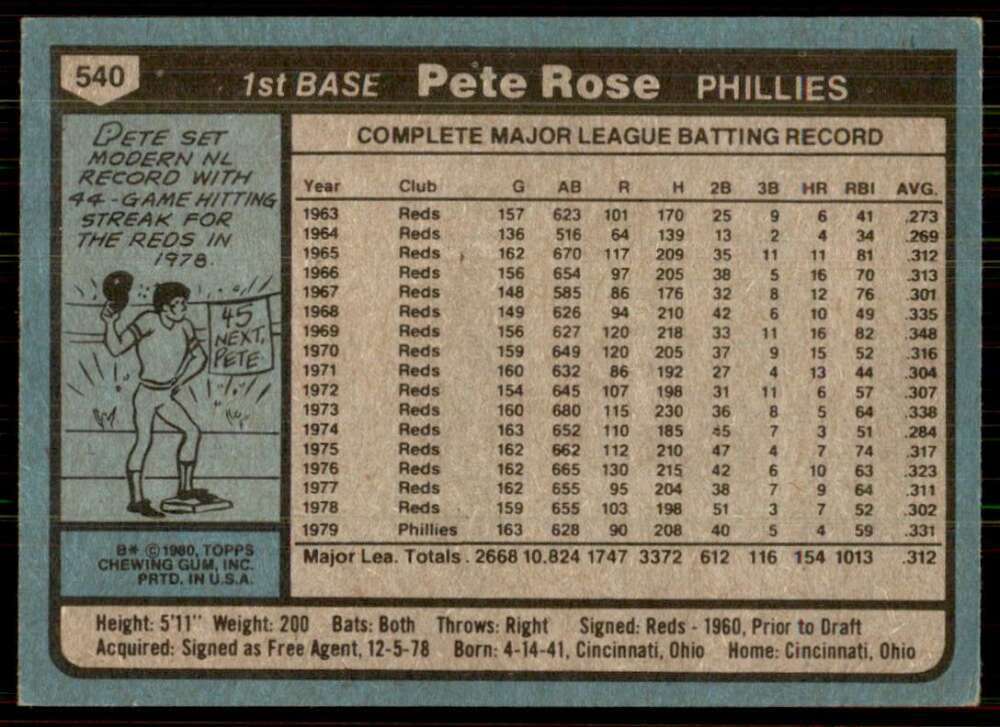 540
1st BASE Pete Rose PHILLIES
PETE SET
MODERN NL
RECORD WITH
44-GAME HITTING
STREAK FOR
THE REDS IN
1978.
45
NEXT,
PETE
B* © 1980, TOPPS
CHEWING GUM, INC.
PRTD. IN U.S.A.
COMPLETE MAJOR LEAGUE BATTING RECORD
Year Club G AB R H 2B 3B HR RBI AVG.
1963 Reds 157 623 101 170 25 9 6 41 .273
1964 Reds 136 516 64 139 13 2 4 34 .269
1965 Reds 162 670 117 209 35 11 11 81 .312
1966 Reds 156 654 97 205 38 5 16 70 .313
1967 Reds 148 585 86 176 32 8 12 76 .301
1968 Reds 149 626 94 210 42 6 10 49 .335
1969 Reds 156 627 120 218 33 11 16 82 .348
1970 Reds 159 649 120 205 37 9 15 52 .316
1971 Reds 160 632 86 192 27 4 13 44 .304
1972 Reds 154 645 107 198 31 11 6 57 .307
1973 Reds 160 680 115 230 36 8 5 64 .338
1974 Reds 163 652 110 185 45 7 3 51 .284
1975 Reds 162 662 112 210 47 4 7 74 .317
1976 Reds 162 665 130 215 42 6 10 63 .323
1977 Reds 162 655 95 204 38 7 9 64 .311
1978 Reds 159 655 103 198 51 3 7 52 .302
1979 Phillies 163 628 90 208 40 5 4 59 .331
Major Lea. Totals . 2668 10.824 1747 3372 612 116 154 1013 .312
Height: 5'11" Weight: 200 Bats: Both Throws: Right Signed: Reds - 1960, Prior to Draft
Acquired: Signed as Free Agent, 12-5-78 Born: 4-14-41, Cincinnati, Ohio Home: Cincinnati, Ohio